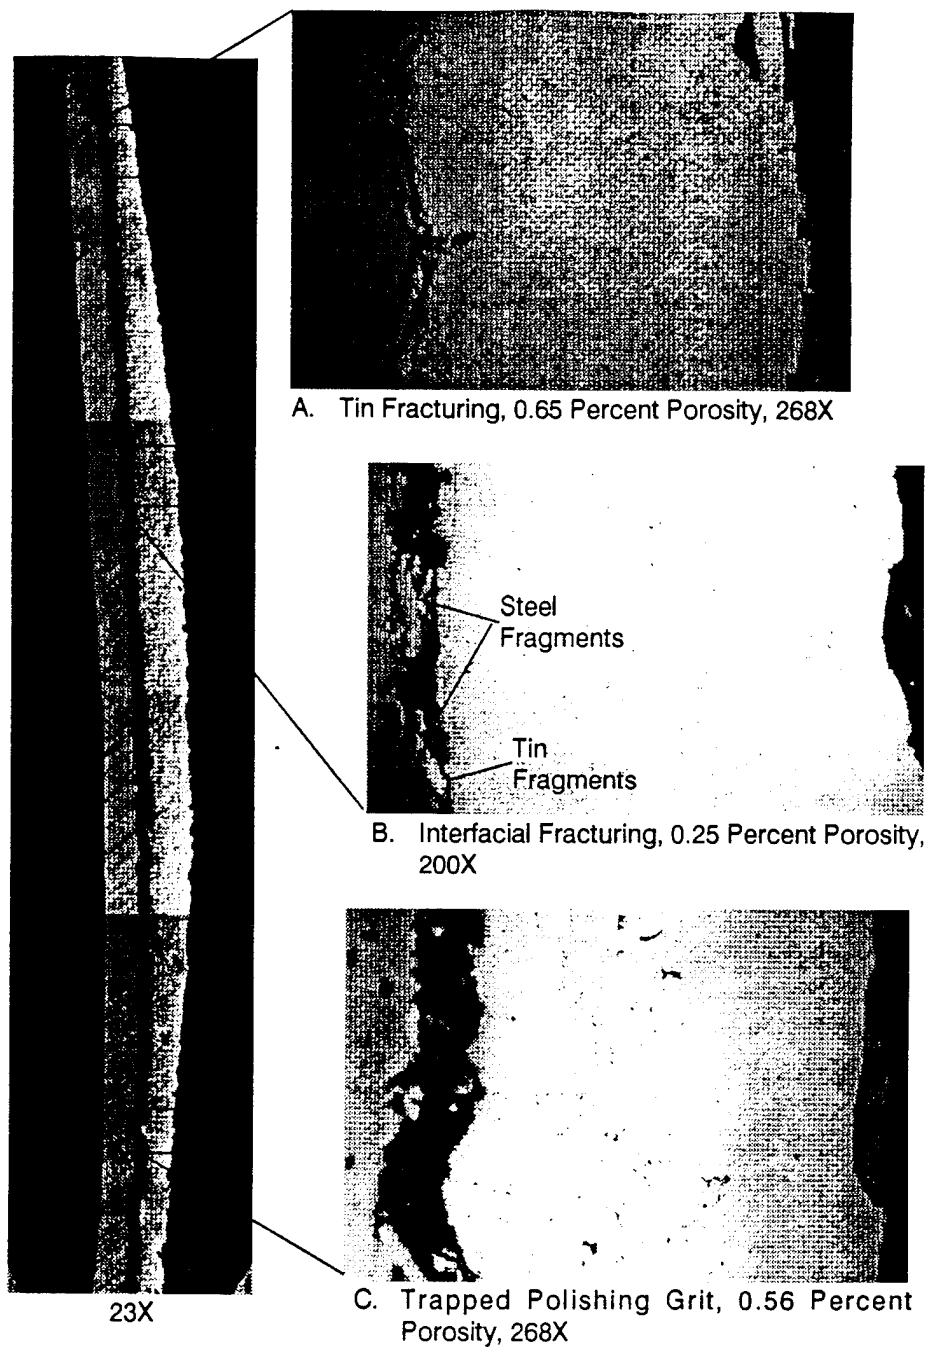 A. Tin Fracturing, 0.65 Percent Porosity, 268X
Steel
Fragments
Tin
Fragments
B. Interfacial Fracturing, 0.25 Percent Porosity,
200X
23X
C. Trapped Polishing Grit, 0.56 Percent
Porosity, 268X